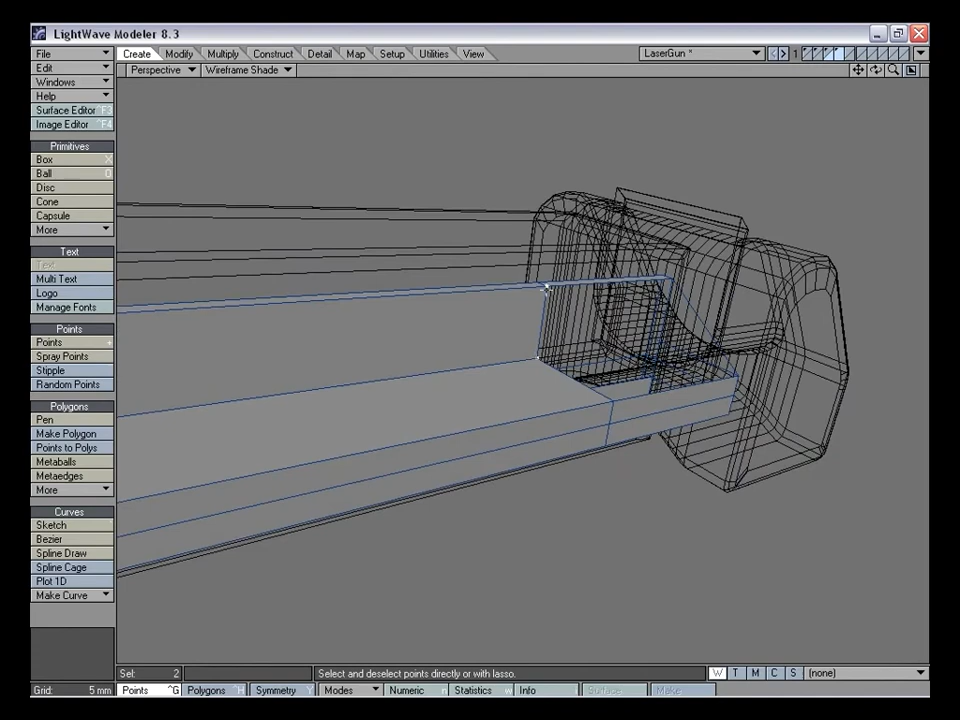 LightWave Modeler 8.3
File
Create Modify Multiply Construct Detail Map Setup Utilities View LaserGun * 1
Edit
Perspective Wireframe Shade
Windows
Help
Surface Editor F3
Image Editor ^F4
Primitives
Box X
Ball O
Disc
Cone
Capsule
More
Text
Text
Multi Text
Logo
Manage Fonts
Points
Points +
Spray Points
Stipple
Random Points
Polygons
Pen
Make Polygon
Points to Polys
Metaballs
Metaedges
More
Curves
Sketch
Bezier
Spline Draw
Spline Cage
Plot 1D
Make Curve
Sel: 2 Select and deselect points directly or with lasso. W T M C S (none)
Grid: 5 mm Points ^G Polygons ^H Symmetry Y Modes Numeric n Statistics w Info i Surface Make